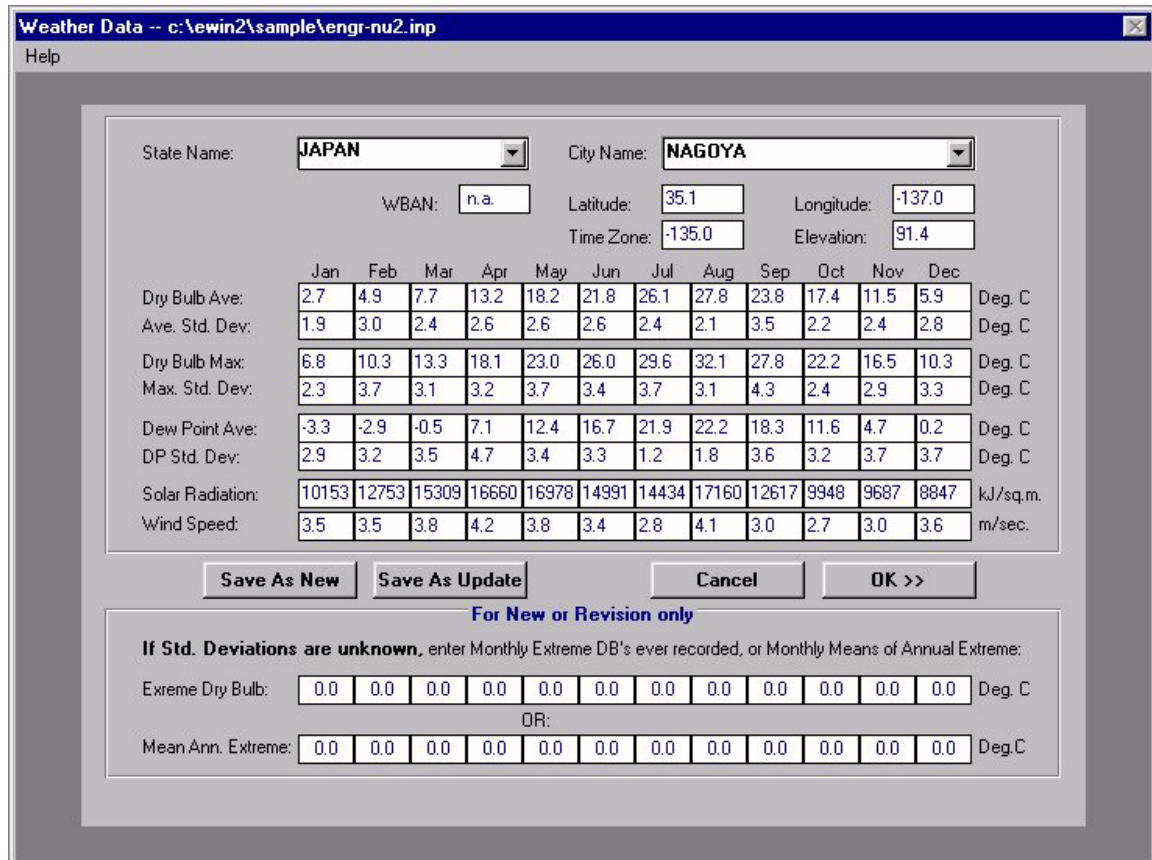 Weather Data -- c:\ewin2\sample\engr-nu2.inp
Help
State Name: JAPAN City Name: NAGOYA
WBAN: n.a. Latitude: 35.1 Longitude: -137.0
Time Zone: -135.0 Elevation: 91.4
Jan Feb Mar Apr May Jun Jul Aug Sep Oct Nov Dec
Dry Bulb Ave: 2.7 4.9 7.7 13.2 18.2 21.8 26.1 27.8 23.8 17.4 11.5 5.9 Deg. C
Ave. Std. Dev: 1.9 3.0 2.4 2.6 2.6 2.6 2.4 2.1 3.5 2.2 2.4 2.8 Deg. C
Dry Bulb Max: 6.8 10.3 13.3 18.1 23.0 26.0 29.6 32.1 27.8 22.2 16.5 10.3 Deg. C
Max. Std. Dev: 2.3 3.7 3.1 3.2 3.7 3.4 3.7 3.1 4.3 2.4 2.9 3.3 Deg. C
Dew Point Ave: -3.3 -2.9 -0.5 7.1 12.4 16.7 21.9 22.2 18.3 11.6 4.7 0.2 Deg. C
DP Std. Dev: 2.9 3.2 3.5 4.7 3.4 3.3 1.2 1.8 3.6 3.2 3.7 3.7 Deg. C
Solar Radiation: 10153 12753 15309 16660 16978 14991 14434 17160 12617 9948 9687 8847 kJ/sq.m.
Wind Speed: 3.5 3.5 3.8 4.2 3.8 3.4 2.8 4.1 3.0 2.7 3.0 3.6 m/sec.
Save As New Save As Update Cancel OK >>
For New or Revision only
If Std. Deviations are unknown, enter Monthly Extreme DB's ever recorded, or Monthly Means of Annual Extreme:
Exreme Dry Bulb: 0.0 0.0 0.0 0.0 0.0 0.0 0.0 0.0 0.0 0.0 0.0 0.0 Deg. C
OR:
Mean Ann. Extreme: 0.0 0.0 0.0 0.0 0.0 0.0 0.0 0.0 0.0 0.0 0.0 0.0 Deg.C